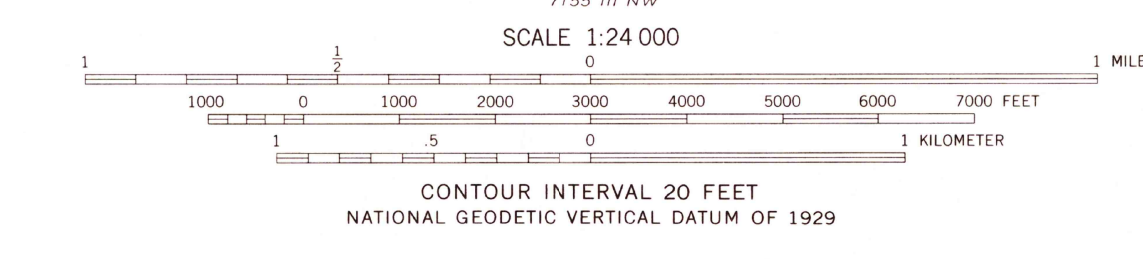 SCALE 1:24 000
1 1/2 0 1 MILE
1000 0 1000 2000 3000 4000 5000 6000 7000 FEET
1 .5 0 1 KILOMETER
CONTOUR INTERVAL 20 FEET
NATIONAL GEODETIC VERTICAL DATUM OF 1929